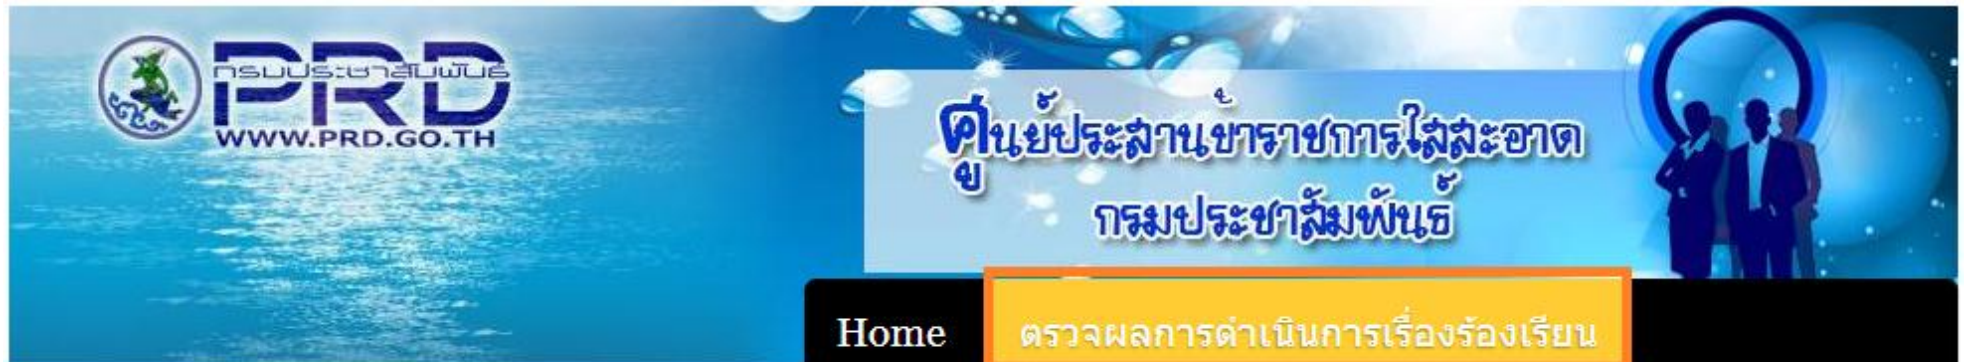 กรมประชาสัมพันธ์
PRD
WWW.PRD.GO.TH
ศูนย์ประสานข้าราชการใสสะอาด
กรมประชาสัมพันธ์
Home
ตรวจผลการดำเนินการเรื่องร้องเรียน